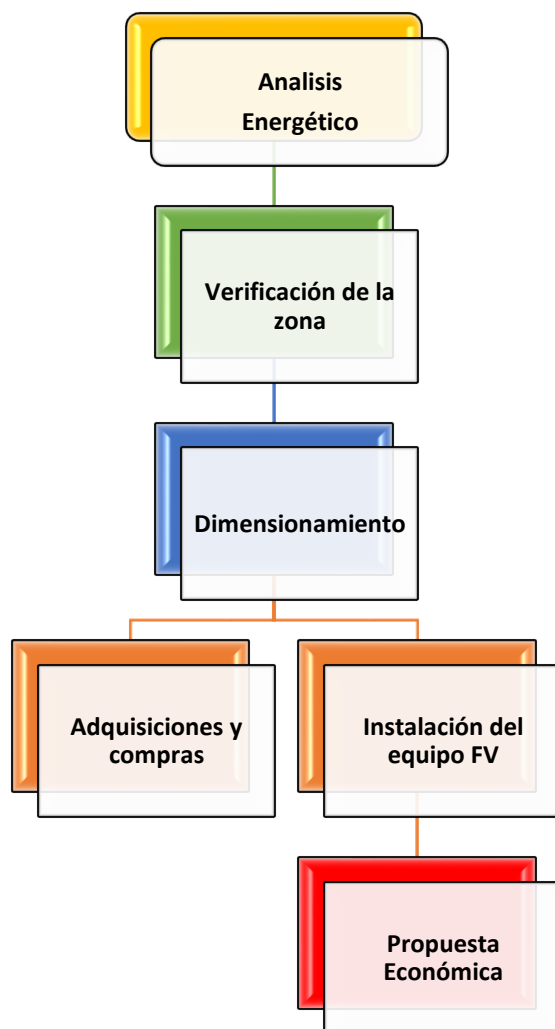 Analisis
Energético
Verificación de la
zona
Dimensionamiento
Adquisiciones y
compras
Instalación del
equipo FV
Propuesta
Económica